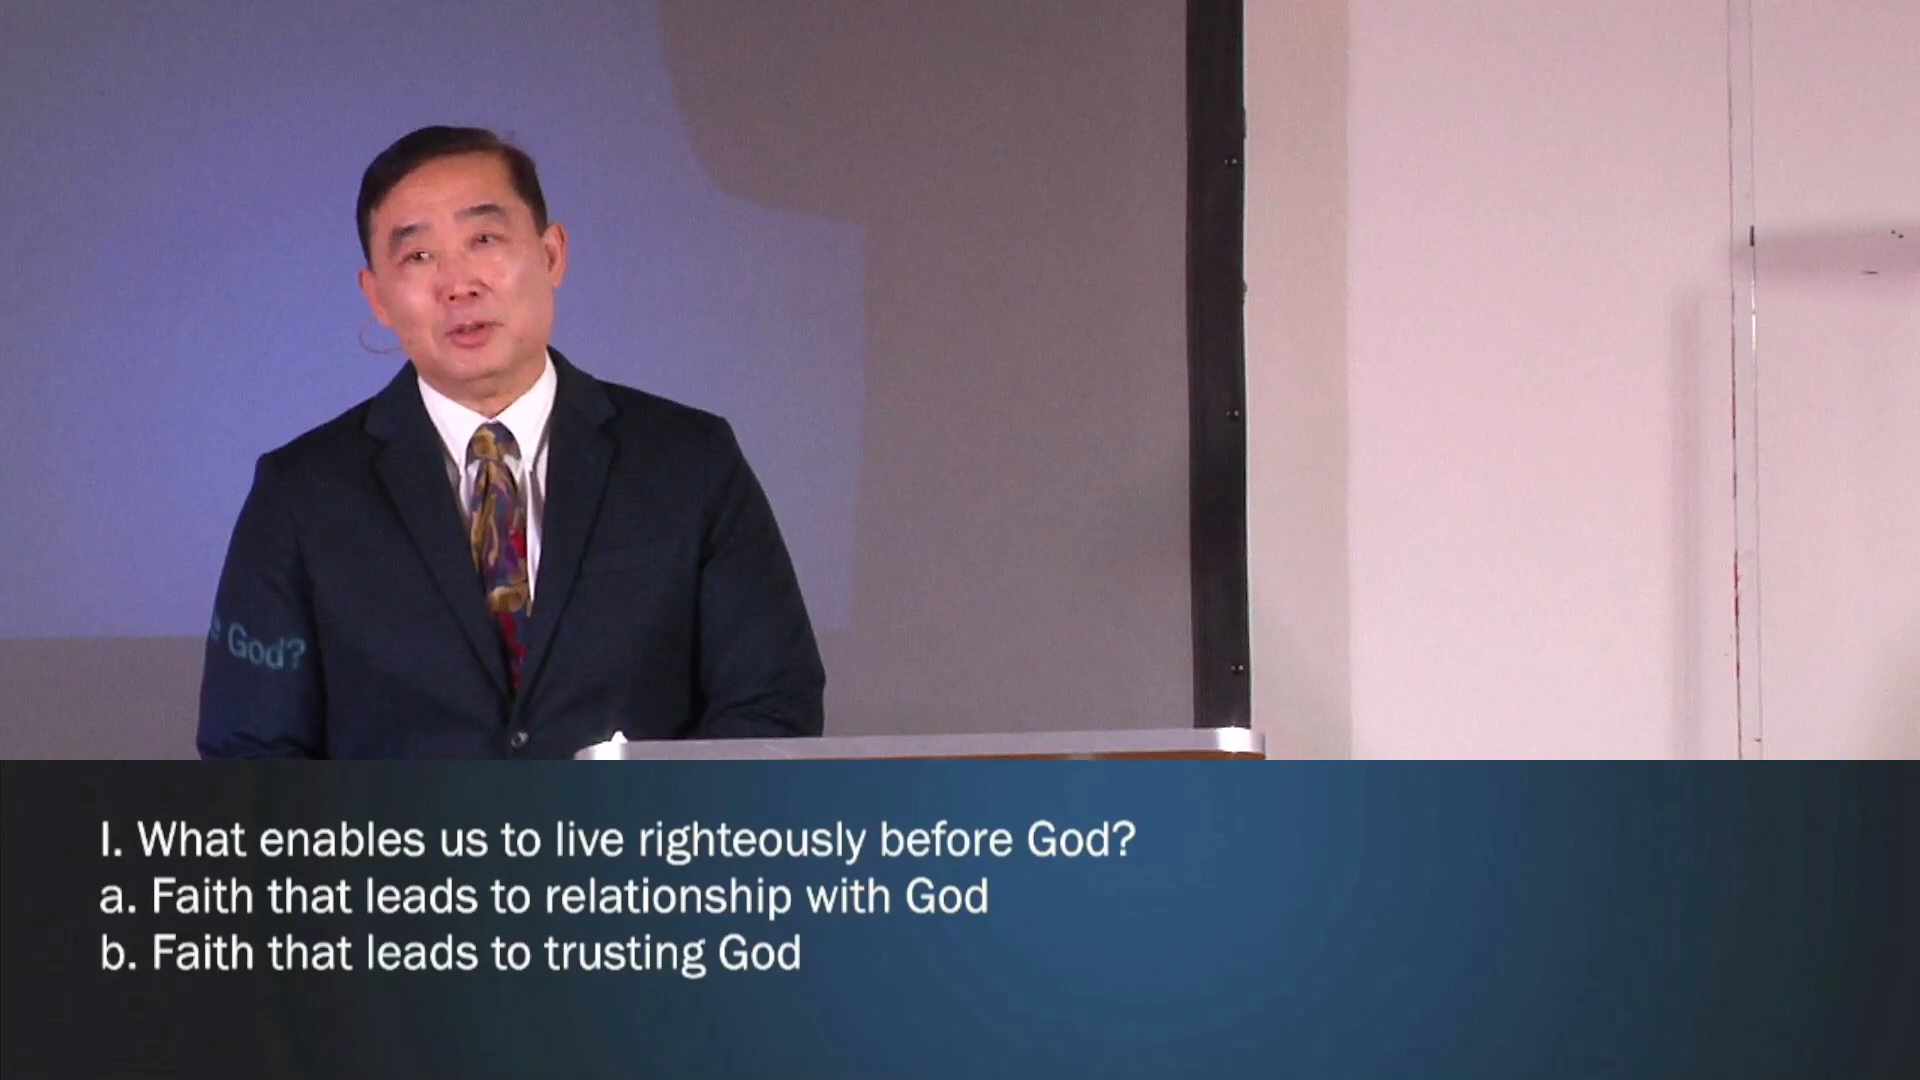 God?
I. What enables us to live righteously before God?
a. Faith that leads to relationship with God
b. Faith that leads to trusting God